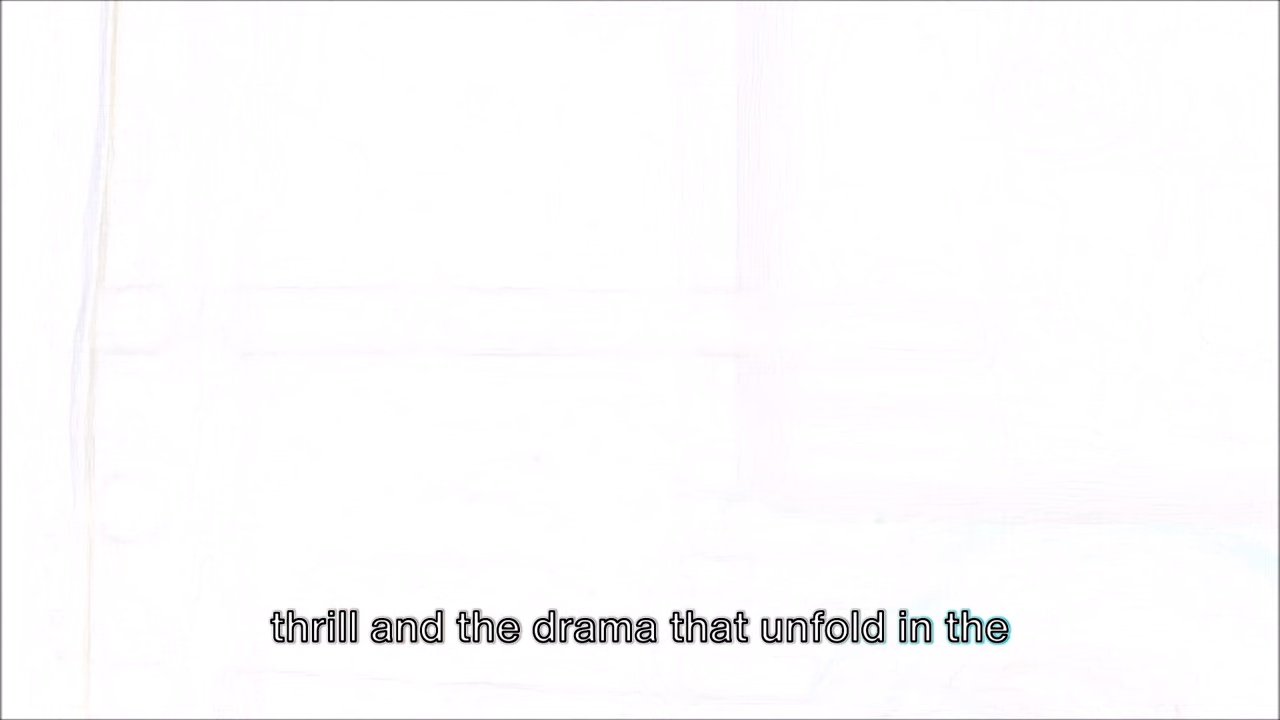 thrill and the drama that unfold in the